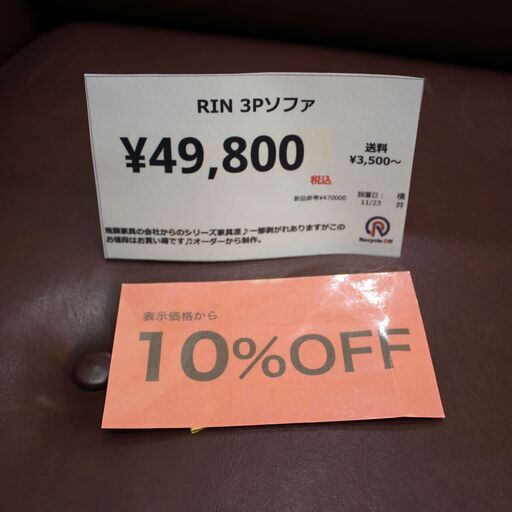 RIN 3Pソファ
¥49,800
税込
送料
¥3,500～
新品参考¥470000
設置日：
11/23
横
井
飛騨家具の会社からのシリーズ家具凛♪一部剥がれありますがこの
お値段はお買い得です♫オーダーから制作。
Recycle Off
表示価格から
10%OFF